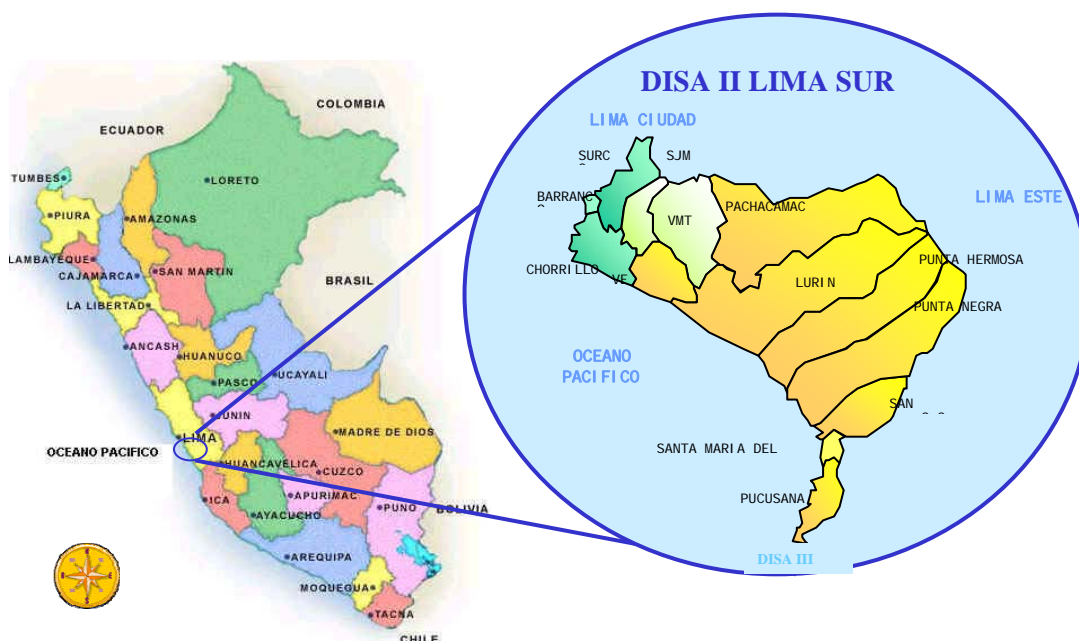 COLOMBIA
ECUADOR
TUMBES
LORETO
PIURA
AMAZONAS
LAMBAYEQUE
CAJAMARCA
SAN MARTIN
BRASIL
LA LIBERTAD
ANCASH
HUANUCO
UCAYALI
PASCO
JUNIN
LIMA
MADRE DE DIOS
OCEANO PACIFICO
HUANCAVELICA
CUZCO
ICA
APURIMAC
PUNO
BOLIVIA
AYACUCHO
AREQUIPA
MOQUEGUA
TACNA
CHILE
DISA II LIMA SUR
LIMA CIUDAD
SURC
SJM
BARRANC
LIMA ESTE
VMT
PACHACAMAC
CHORRILLO
LURIN
PUNTA HERMOSA
PUNTA NEGRA
OCEANO
PACIFICO
SAN
SANTA MARIA DEL
PUCUSANA
DISA III